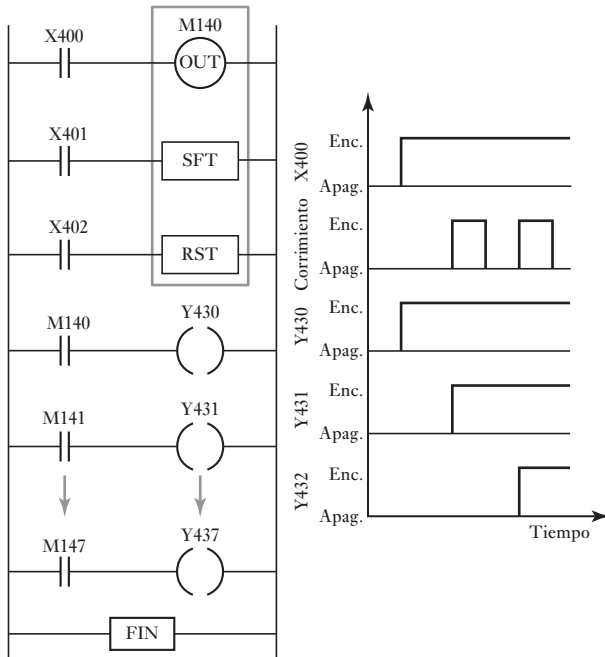 M140
X400
OUT
X401
SFT
X402
RST
M140
Y430
M141
Y431
M147
Y437
FIN
X400
Enc.
Apag.
Corrimiento
Enc.
Apag.
Y430
Enc.
Apag.
Y431
Enc.
Apag.
Y432
Enc.
Apag.
Tiempo